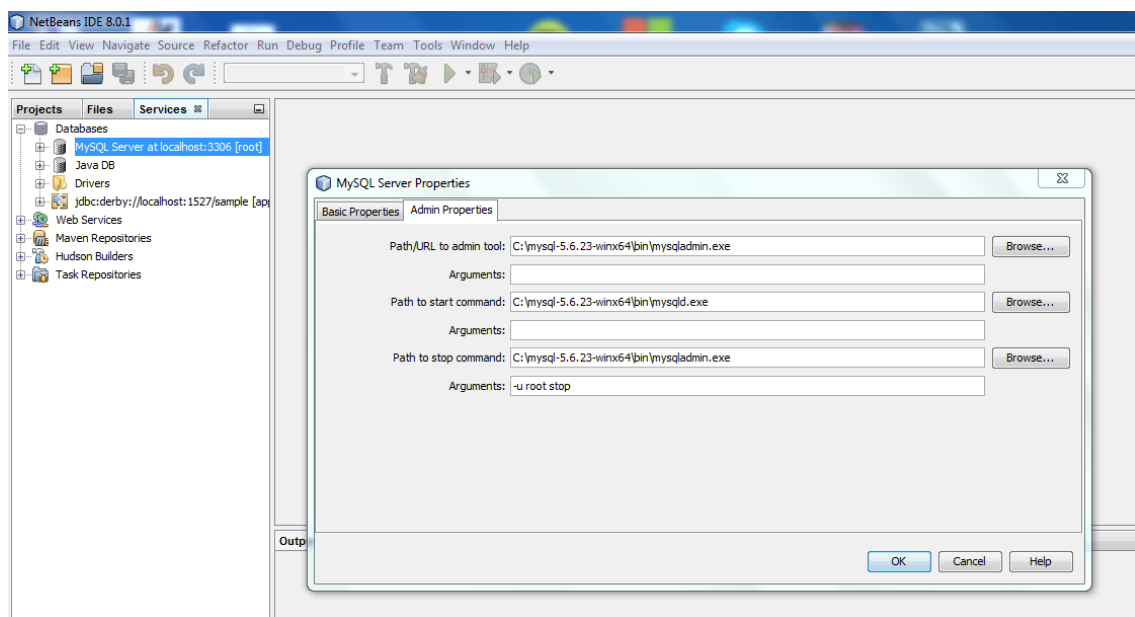 NetBeans IDE 8.0.1
File Edit View Navigate Source Refactor Run Debug Profile Team Tools Window Help
Projects Files Services
Databases
MySQL Server at localhost:3306 [root]
Java DB
Drivers
jdbc:derby://localhost:1527/sample [app
Web Services
Maven Repositories
Hudson Builders
Task Repositories
MySQL Server Properties
Basic Properties Admin Properties
Path/URL to admin tool: C:\mysql-5.6.23-winx64\bin\mysqladmin.exe Browse...
Arguments:
Path to start command: C:\mysql-5.6.23-winx64\bin\mysqld.exe Browse...
Arguments:
Path to stop command: C:\mysql-5.6.23-winx64\bin\mysqladmin.exe Browse...
Arguments: -u root stop
Outp
OK Cancel Help